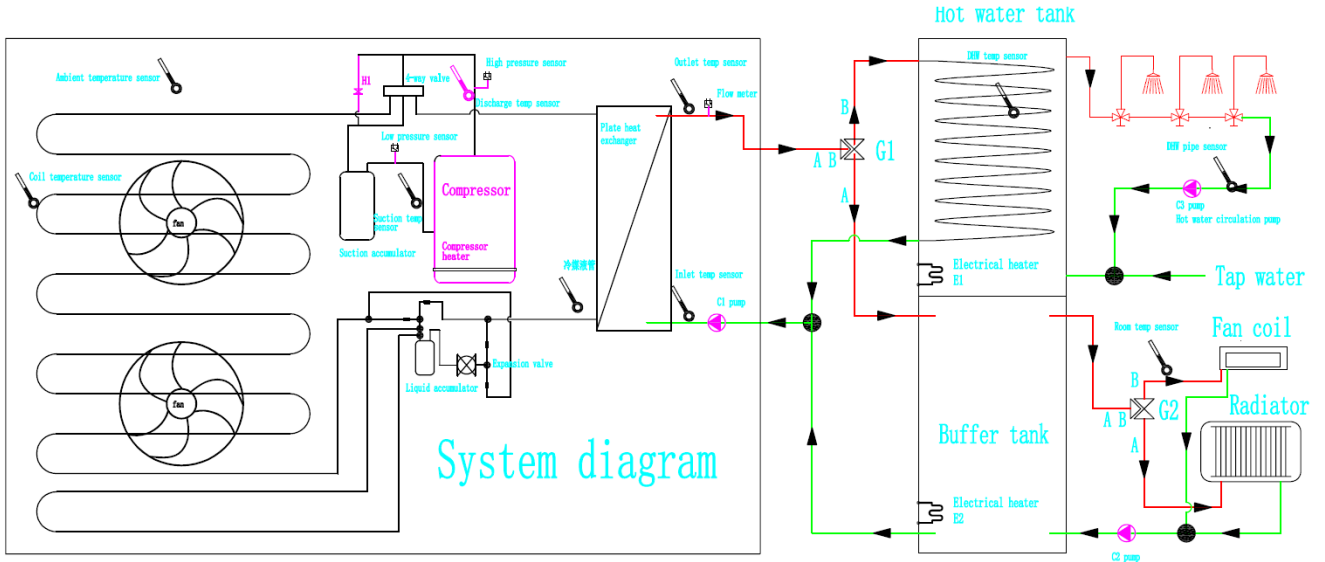 Hot water tank
High pressure sensor
Outlet temp sensor
DHW temp sensor
Ambient temperature sensor
H1
4-way valve
Discharge temp sensor
Flow meter
B
Low pressure sensor
Plate heat
exchanger
A B
G1
DHW pipe sensor
Coil temperature sensor
Compressor
A
C3 pump
Hot water circulation pump
fan
Suction temp
sensor
Suction accumulator
Compressor
heater
冷媒液管
Inlet temp sensor
Electrical heater
E1
Tap water
C1 pump
Room temp sensor
Fan coil
Expansion valve
Liquid accumulator
B
fan
A B
G2
Radiator
System diagram
Buffer tank
A
Electrical heater
E2
C2 pump